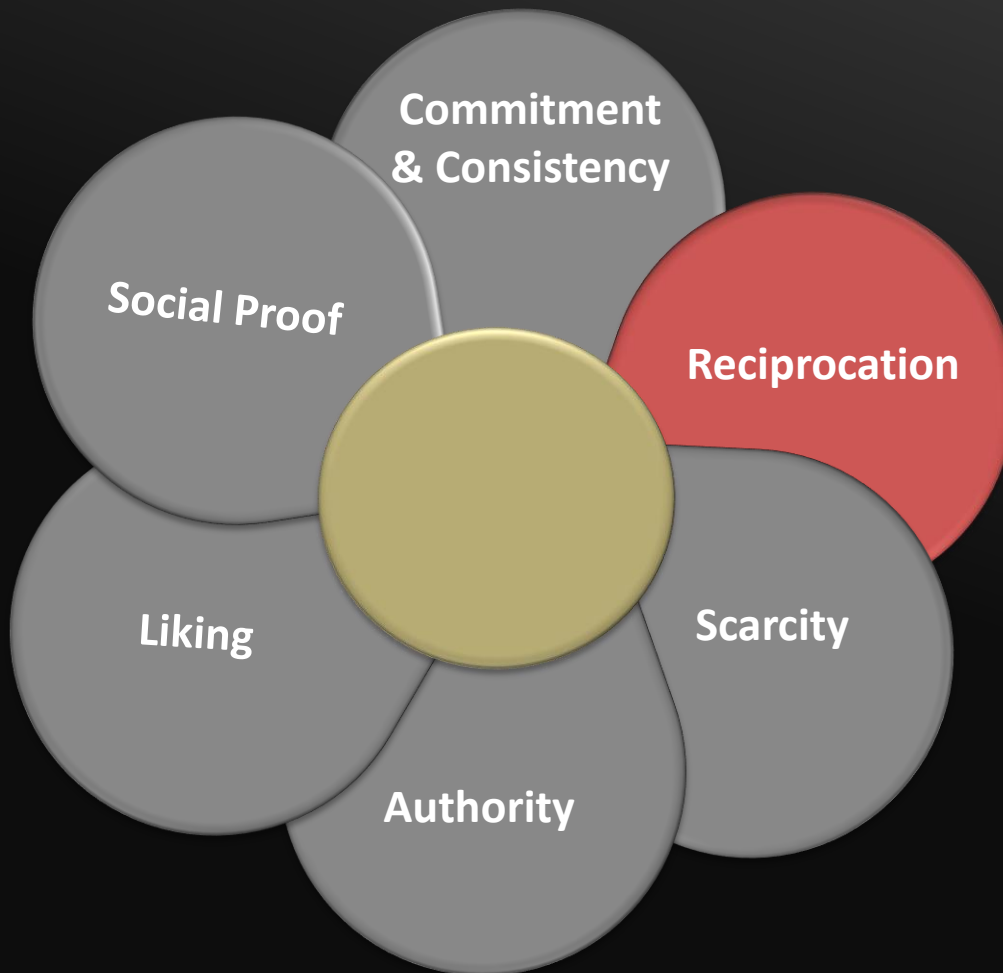 Commitment
& Consistency
Social Proof
Reciprocation
Liking
Scarcity
Authority